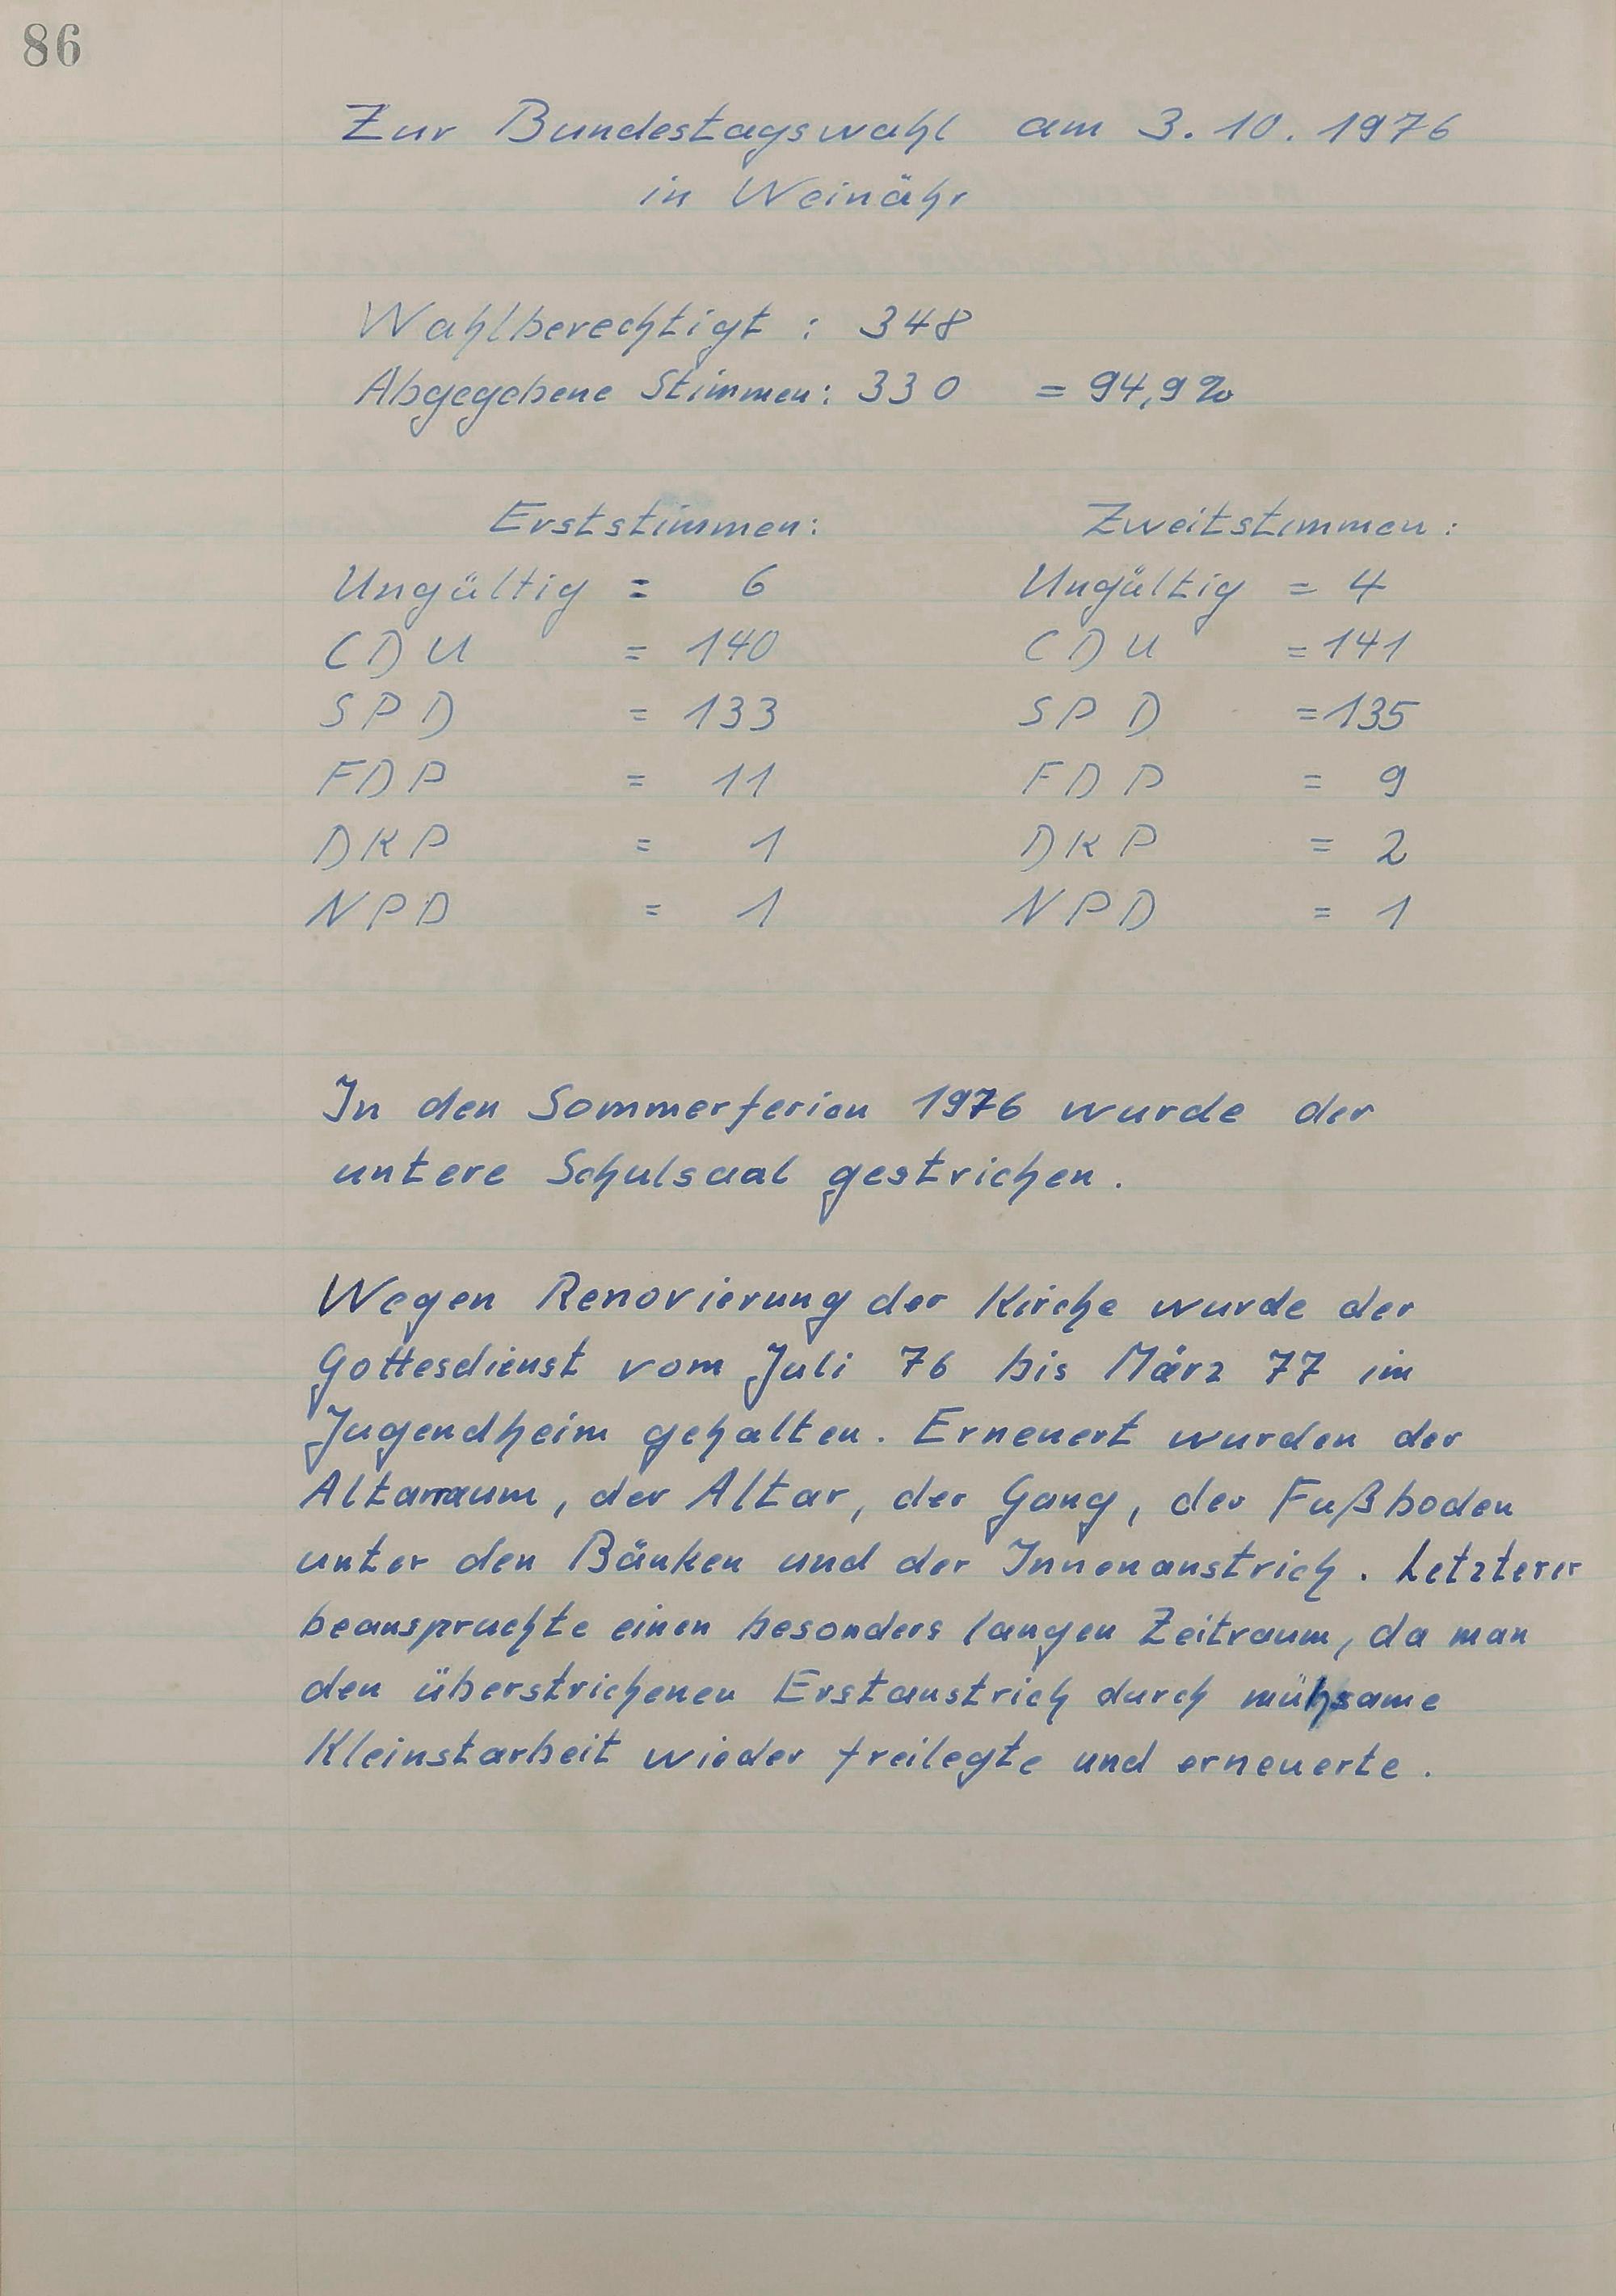 86
Zur Bundestagswahl am 3. 10. 1976
in Weinähr
Wahlberechtigt : 348
Abgegebene Stimmen: 330 = 94,9 %
Erststimmen: Zweitstimmen :
Ungültig = 6 Ungültig = 4
CDU = 140 CDU = 141
SPD = 133 SPD = 135
FDP = 11 FDP = 9
DKP = 1 DKP = 2
NPD = 1 NPD = 1
In den Sommerferien 1976 wurde der
untere Schulsaal gestrichen.
Wegen Renovierung der Kirche wurde der
Gottesdienst vom Juli 76 bis März 77 im
Jugendheim gehalten. Erneuert wurden der
Altarraum, der Altar, der Gang, der Fußboden
unter den Bänken und der Innenanstrich. Letzterer
beanspruchte einen besonders langen Zeitraum, da man
den überstrichenen Erstanstrich durch mühsame
Kleinstarbeit wieder freilegte und erneuerte.